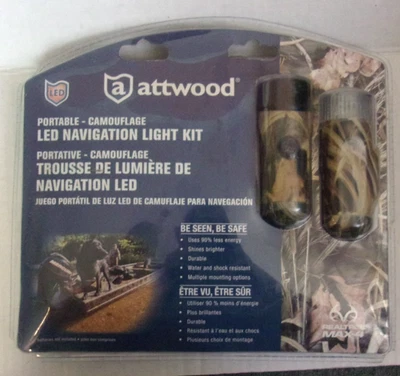 LED
a attwood
PORTABLE - CAMOUFLAGE
LED NAVIGATION LIGHT KIT
PORTATIVE - CAMOUFLAGE
TROUSSE DE LUMIÈRE DE
NAVIGATION LED
JUEGO PORTÁTIL DE LUZ LED DE CAMUFLAJE PARA NAVEGACIÓN
BE SEEN, BE SAFE
• Uses 90% less energy
• Shines brighter
• Durable
• Water and shock resistant
• Multiple mounting options
ÊTRE VU, ÊTRE SÛR
• Utiliser 90 % moins d'énergie
• Plus brillantes
• Durable
• Résistant à l'eau et aux chocs
• Plusieurs choix de montage
REALTREE
MAX-4